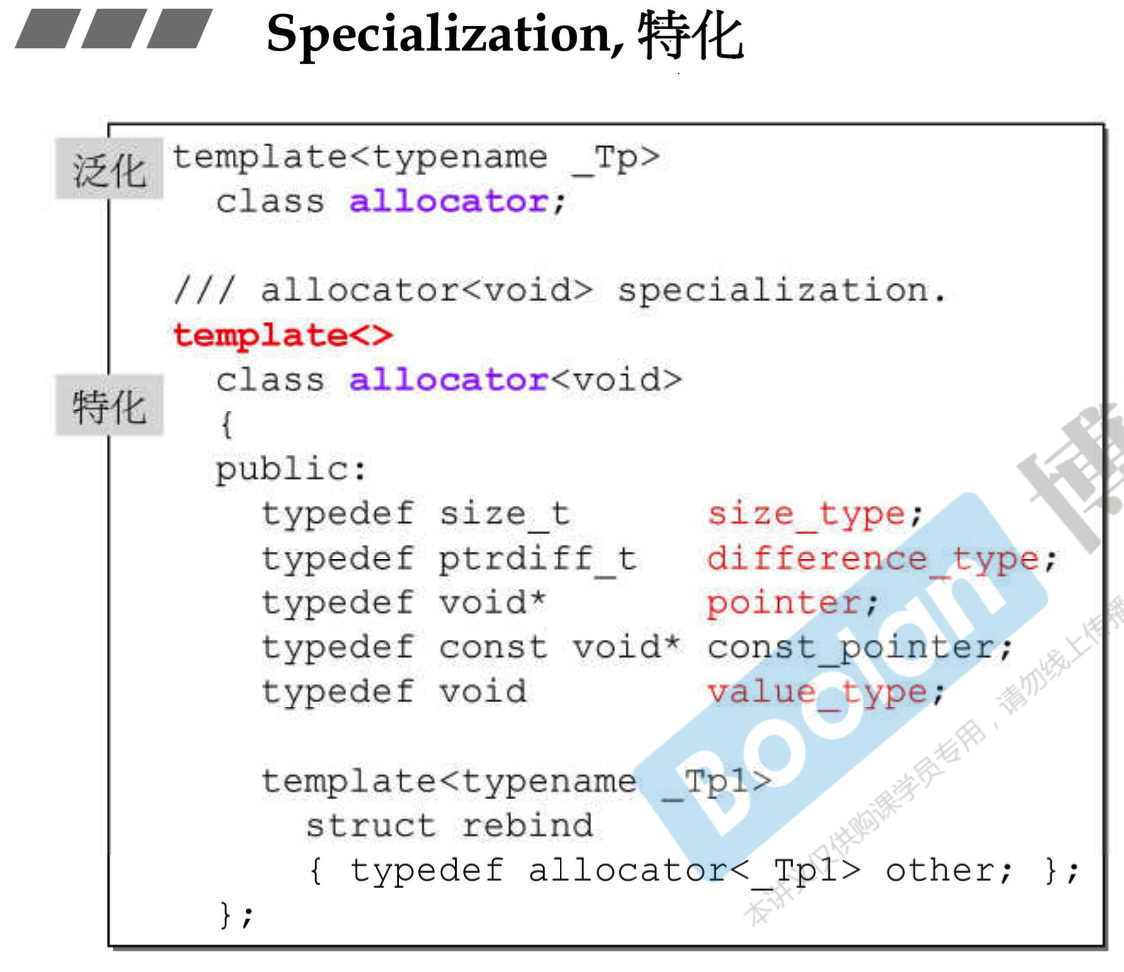 Specialization, 特化
泛化
template<typename _Tp>
class allocator;
/// allocator<void> specialization.
template<>
特化
class allocator<void>
{
public:
typedef size_t size_type;
typedef ptrdiff_t difference_type;
typedef void* pointer;
typedef const void* const_pointer;
typedef void value_type;
template<typename _Tp1>
struct rebind
{ typedef allocator<_Tp1> other; };
};
Boolan
博
本讲义仅供购课学员专用，请勿线上传播